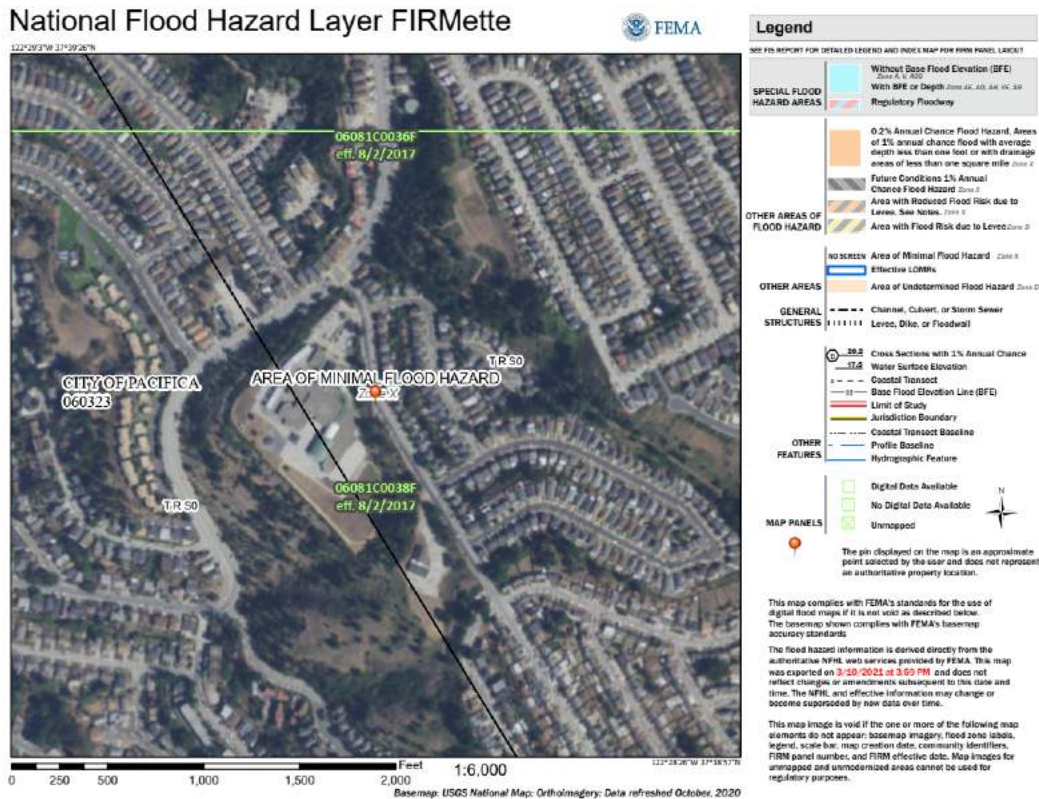 National Flood Hazard Layer FIRMette
FEMA
122°29'3"W 37°39'26"N
06081C0036F
eff. 8/2/2017
CITY OF PACIFICA
060323
AREA OF MINIMAL FLOOD HAZARD
Zone X
T R S0
T R S0
06081C0038F
eff. 8/2/2017
122°28'26"W 37°38'57"N
0 250 500 1,000 1,500 2,000
Feet
1:6,000
Basemap: USGS National Map: Orthoimagery: Data refreshed October, 2020
Legend
SEE FIS REPORT FOR DETAILED LEGEND AND INDEX MAP FOR FIRM PANEL LAYOUT
SPECIAL FLOOD
HAZARD AREAS
Without Base Flood Elevation (BFE)
Zone A, V, A99
With BFE or Depth Zone AE, AO, AH, VE, AR
Regulatory Floodway
0.2% Annual Chance Flood Hazard, Areas
of 1% annual chance flood with average
depth less than one foot or with drainage
areas of less than one square mile Zone X
Future Conditions 1% Annual
Chance Flood Hazard Zone X
Area with Reduced Flood Risk due to
Levee. See Notes. Zone X
Area with Flood Risk due to Levee Zone D
OTHER AREAS OF
FLOOD HAZARD
NO SCREEN Area of Minimal Flood Hazard Zone X
Effective LOMRs
OTHER AREAS
Area of Undetermined Flood Hazard Zone D
GENERAL
STRUCTURES
Channel, Culvert, or Storm Sewer
Levee, Dike, or Floodwall
B 20.2 Cross Sections with 1% Annual Chance
17.5 Water Surface Elevation
8 Coastal Transect
513 Base Flood Elevation Line (BFE)
Limit of Study
Jurisdiction Boundary
Coastal Transect Baseline
OTHER
FEATURES
Profile Baseline
Hydrographic Feature
Digital Data Available
No Digital Data Available
Unmapped
MAP PANELS
N
The pin displayed on the map is an approximate
point selected by the user and does not represent
an authoritative property location.
This map complies with FEMA's standards for the use of
digital flood maps if it is not void as described below.
The basemap shown complies with FEMA's basemap
accuracy standards
The flood hazard information is derived directly from the
authoritative NFHL web services provided by FEMA. This map
was exported on 3/10/2021 at 3:59 PM and does not
reflect changes or amendments subsequent to this date and
time. The NFHL and effective information may change or
become superseded by new data over time.
This map image is void if the one or more of the following map
elements do not appear: basemap imagery, flood zone labels,
legend, scale bar, map creation date, community identifiers,
FIRM panel number, and FIRM effective date. Map images for
unmapped and unmodernized areas cannot be used for
regulatory purposes.